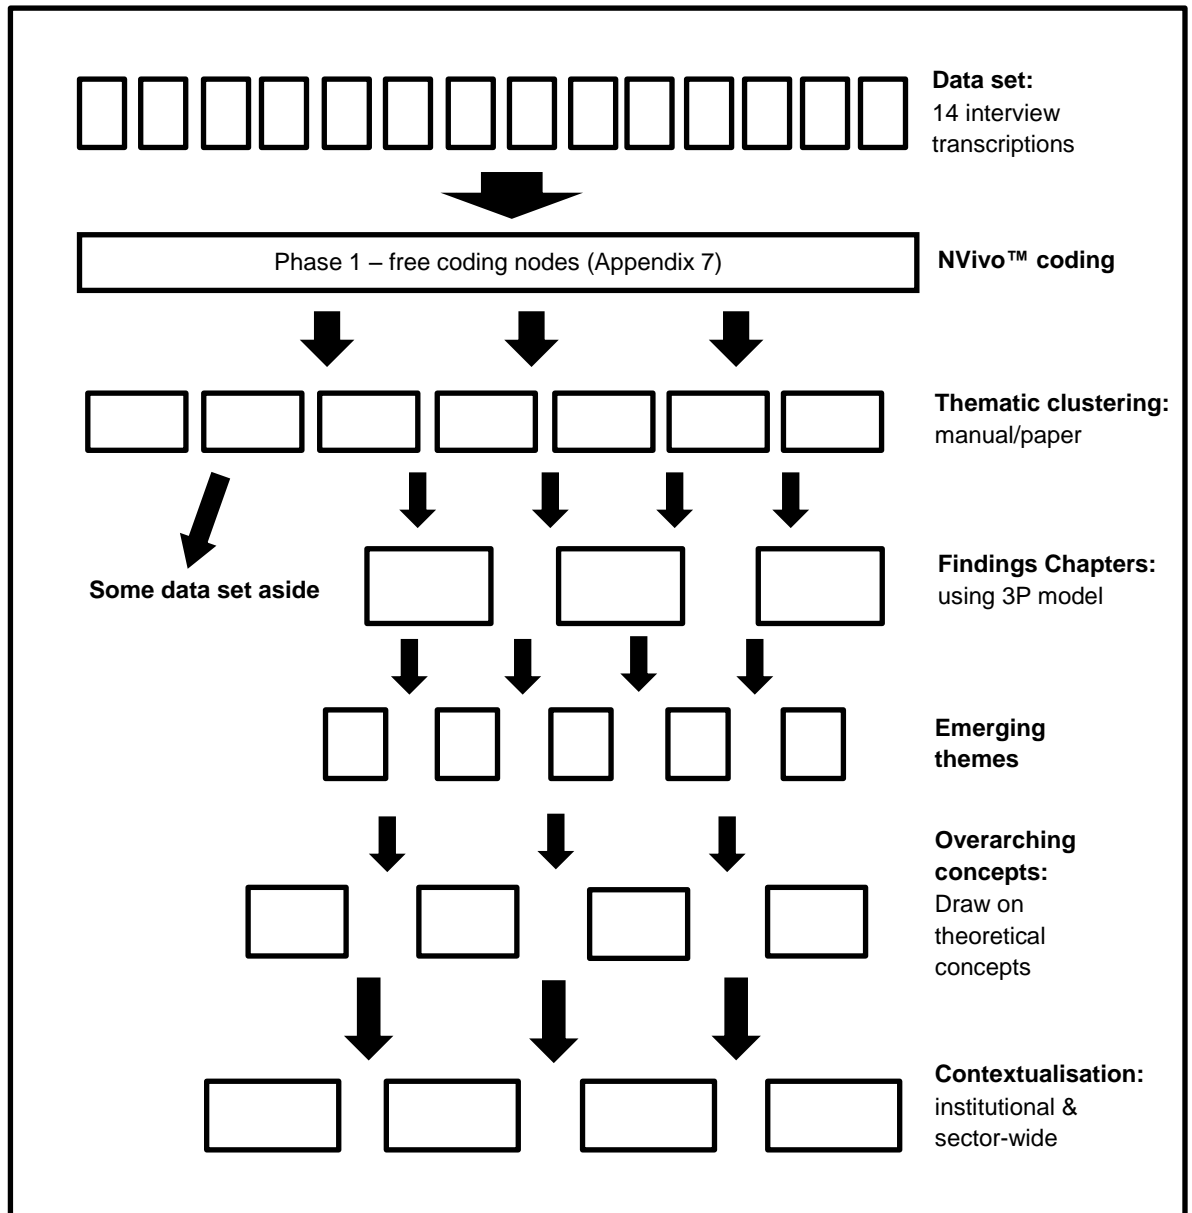 Data set:
14 interview
transcriptions
Phase 1 – free coding nodes (Appendix 7)
NVivo™ coding
Thematic clustering:
manual/paper
Some data set aside
Findings Chapters:
using 3P model
Emerging
themes
Overarching
concepts:
Draw on
theoretical
concepts
Contextualisation:
institutional &
sector-wide